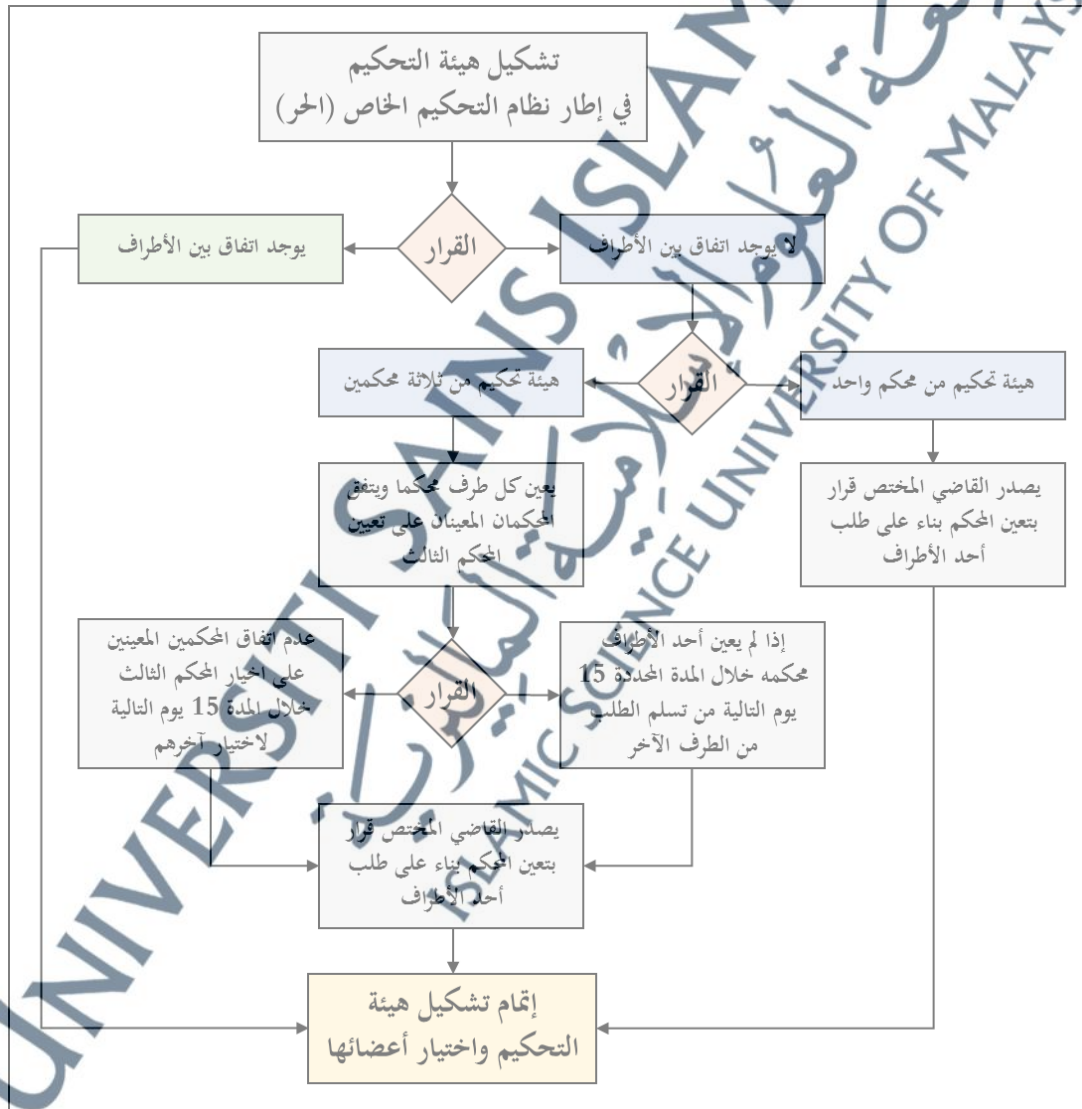 تشكيل هيئة التحكيم
في إطار نظام التحكيم الخاص (الحر)
القرار
لا يوجد اتفاق بين الأطراف
يوجد اتفاق بين الأطراف
القرار
هيئة تحكيم من محكم واحد
هيئة تحكيم من ثلاثة محكمين
يصدر القاضي المختص قرار
بتعين المحكم بناء على طلب
أحد الأطراف
يعين كل طرف محكما ويتفق
المحكمان المعينان على تعيين
المحكم الثالث
القرار
إذا لم يعين أحد الأطراف
محكمه خلال المدة المحددة 15
يوم التالية من تسلم الطلب
من الطرف الآخر
عدم اتفاق المحكمين المعينين
على اخيار المحكم الثالث
خلال المدة 15 يوم التالية
لاختيار آخرهم
يصدر القاضي المختص قرار
بتعين المحكم بناء على طلب
أحد الأطراف
إتمام تشكيل هيئة
التحكيم واختيار أعضائها
UNIVERSITI SAINS ISLAM
العلوم الإسلامية الماليزية
ISLAMIC SCIENCE UNIVERSITY OF MALAYS